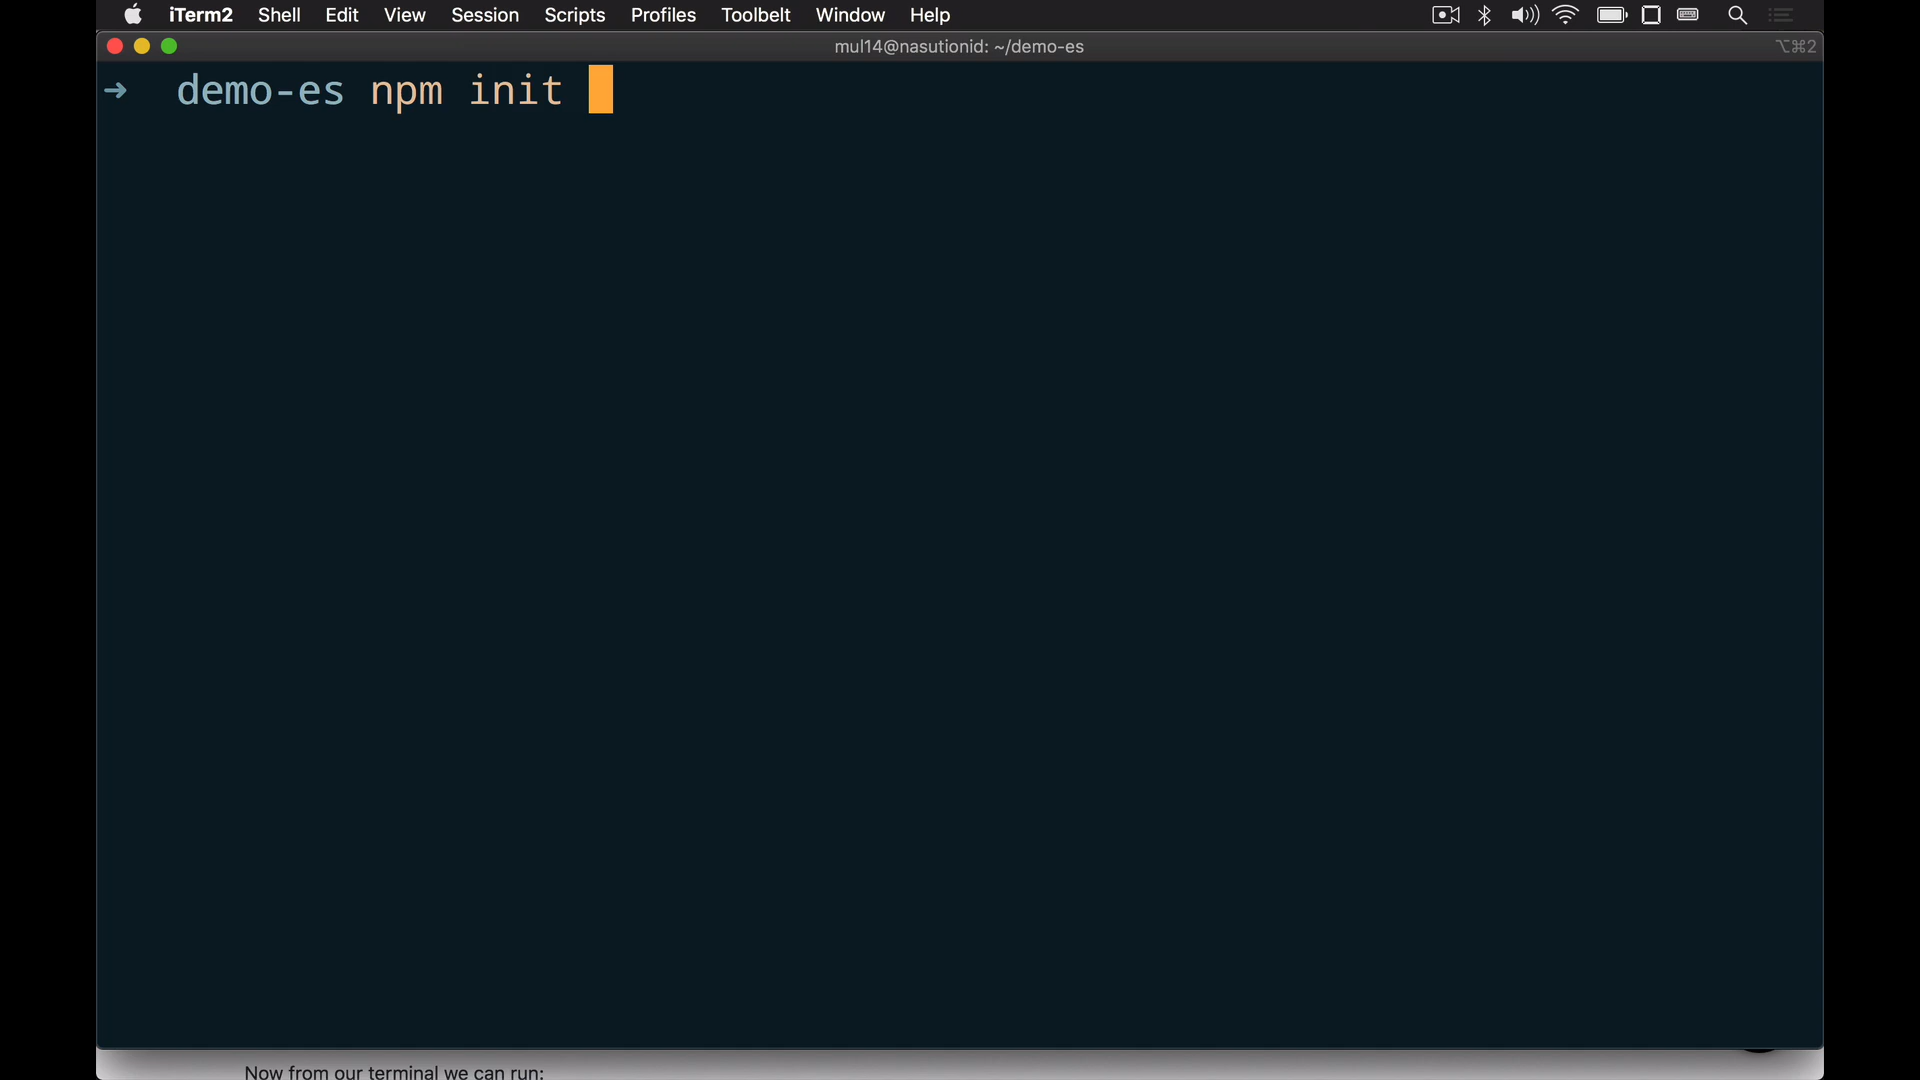 iTerm2 Shell Edit View Session Scripts Profiles Toolbelt Window Help
mul14@nasutionid: ~/demo-es ⌥⌘2
➜ demo-es npm init
Now from our terminal we can run: